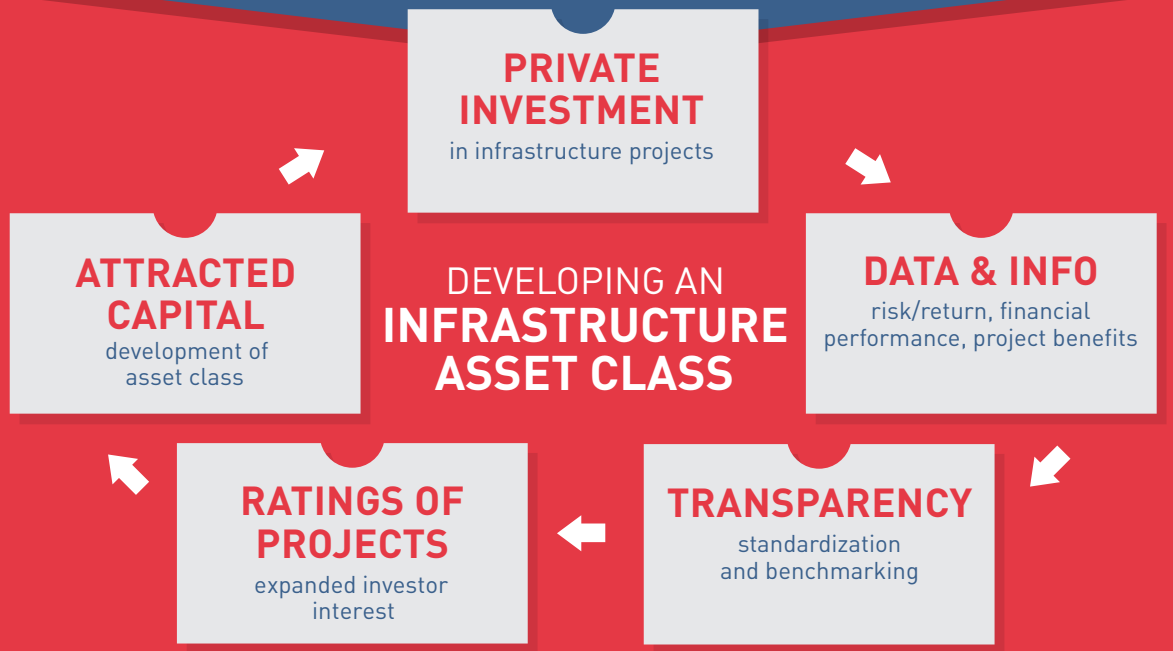 PRIVATE
INVESTMENT
in infrastructure projects
DATA & INFO
risk/return, financial
performance, project benefits
TRANSPARENCY
standardization
and benchmarking
RATINGS OF
PROJECTS
expanded investor
interest
ATTRACTED
CAPITAL
development of
asset class
DEVELOPING AN
INFRASTRUCTURE
ASSET CLASS